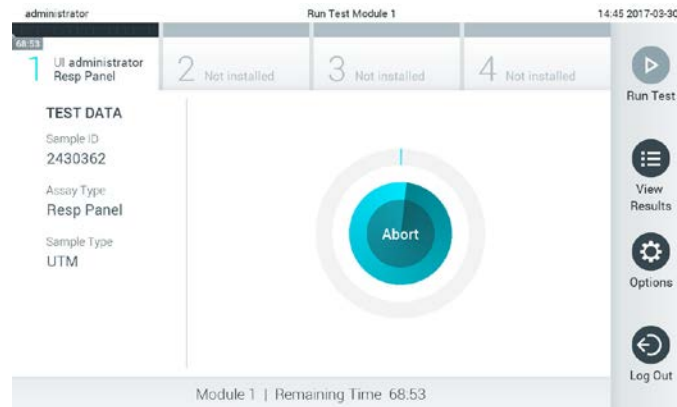 administrator Run Test Module 1 14:45 2017-03-30
68:53
1 UI administrator
Resp Panel
2 Not installed
3 Not installed
4 Not installed
Run Test
TEST DATA
Sample ID
2430362
Assay Type
Resp Panel
Sample Type
UTM
Abort
View
Results
Options
Log Out
Module 1 | Remaining Time 68:53